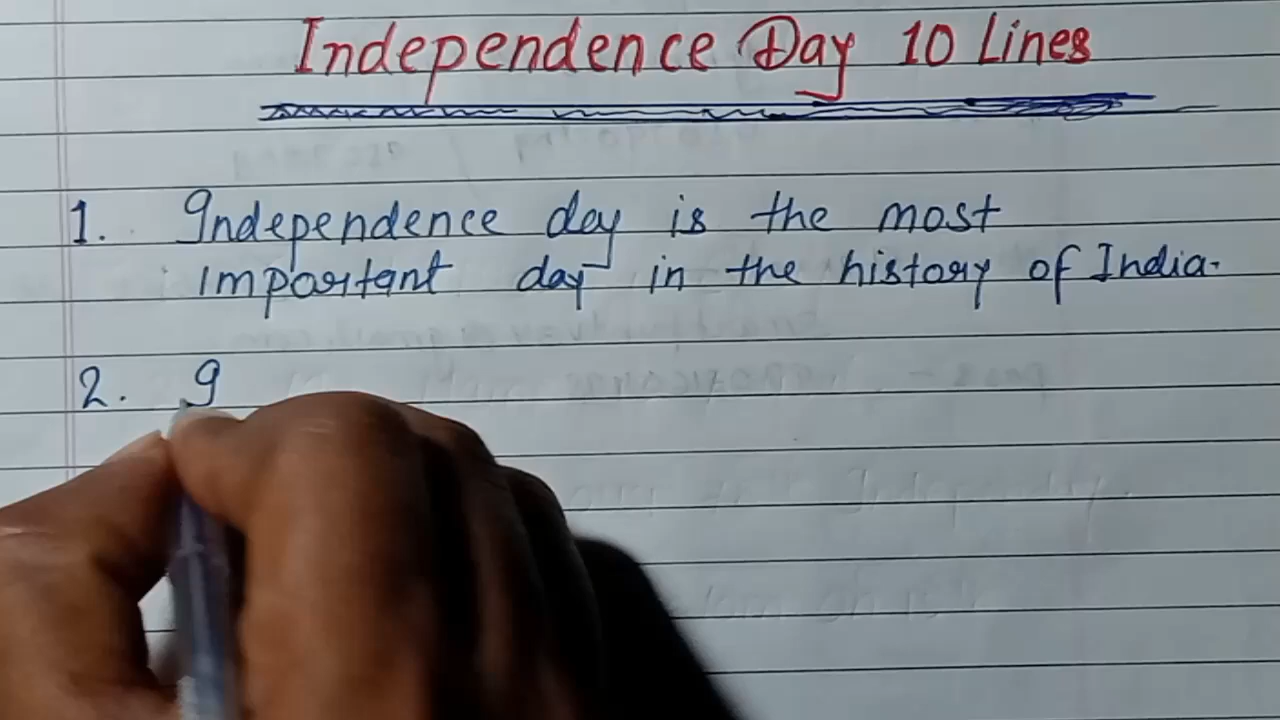 Independence Day 10 Lines
1. Independence day is the most
important day in the history of India.
2. I